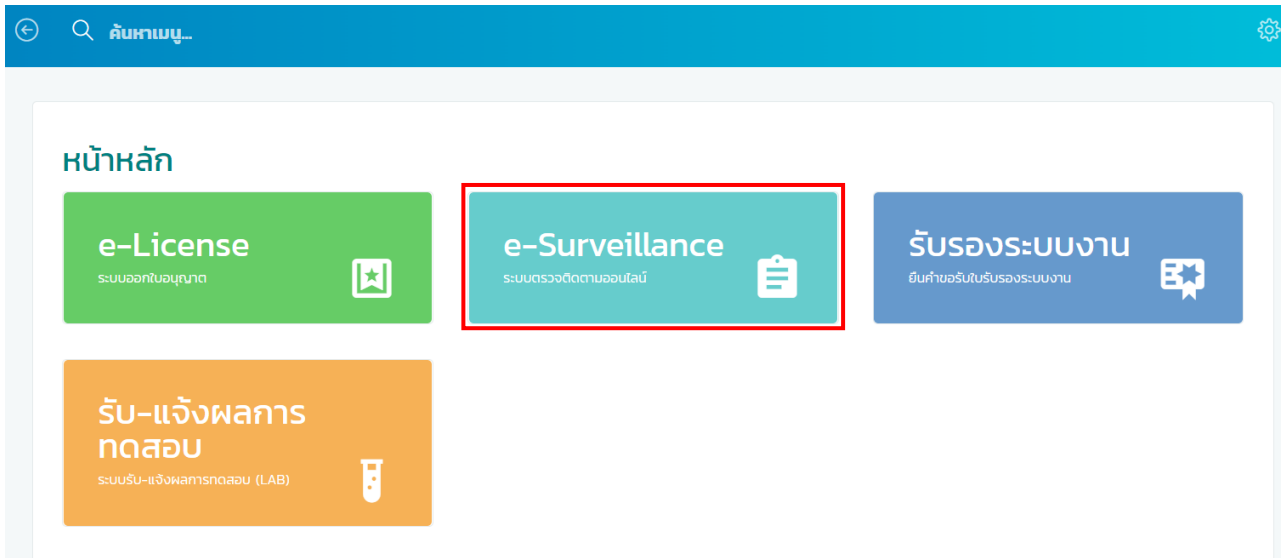 ค้นหาเมนู...
หน้าหลัก
e-License
ระบบออกใบอนุญาต
e-Surveillance
ระบบตรวจติดตามออนไลน์
รับรองระบบงาน
ยืนคำขอรับใบรับรองระบบงาน
รับ-แจ้งผลการ
ทดสอบ
ระบบรับ-แจ้งผลการทดสอบ (LAB)